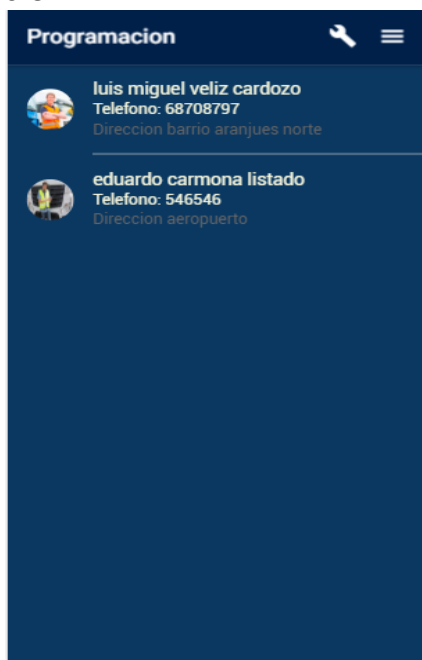 Programacion
luis miguel veliz cardozo
Telefono: 68708797
Direccion barrio aranjues norte
eduardo carmona listado
Telefono: 546546
Direccion aeropuerto